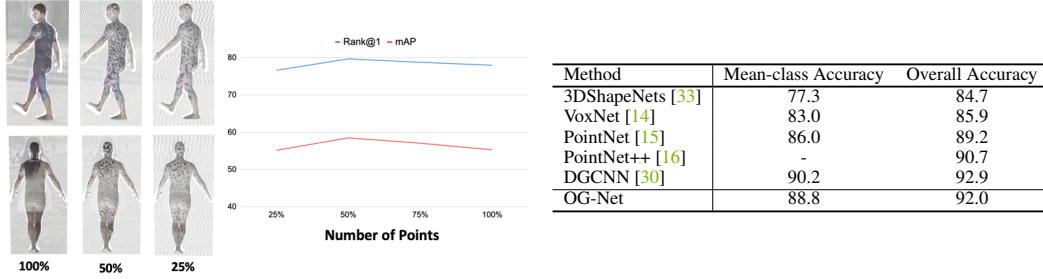 100% 50% 25%
Rank@1 mAP
80
70
60
50
40
25% 50% 75% 100%
Number of Points
Method Mean-class Accuracy Overall Accuracy
3DShapeNets [33] 77.3 84.7
VoxNet [14] 83.0 85.9
PointNet [15] 86.0 89.2
PointNet++ [16] - 90.7
DGCNN [30] 90.2 92.9
OG-Net 88.8 92.0